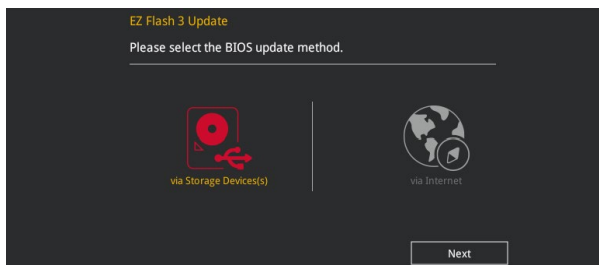 EZ Flash 3 Update
Please select the BIOS update method.
via Storage Devices(s)
via Internet
Next